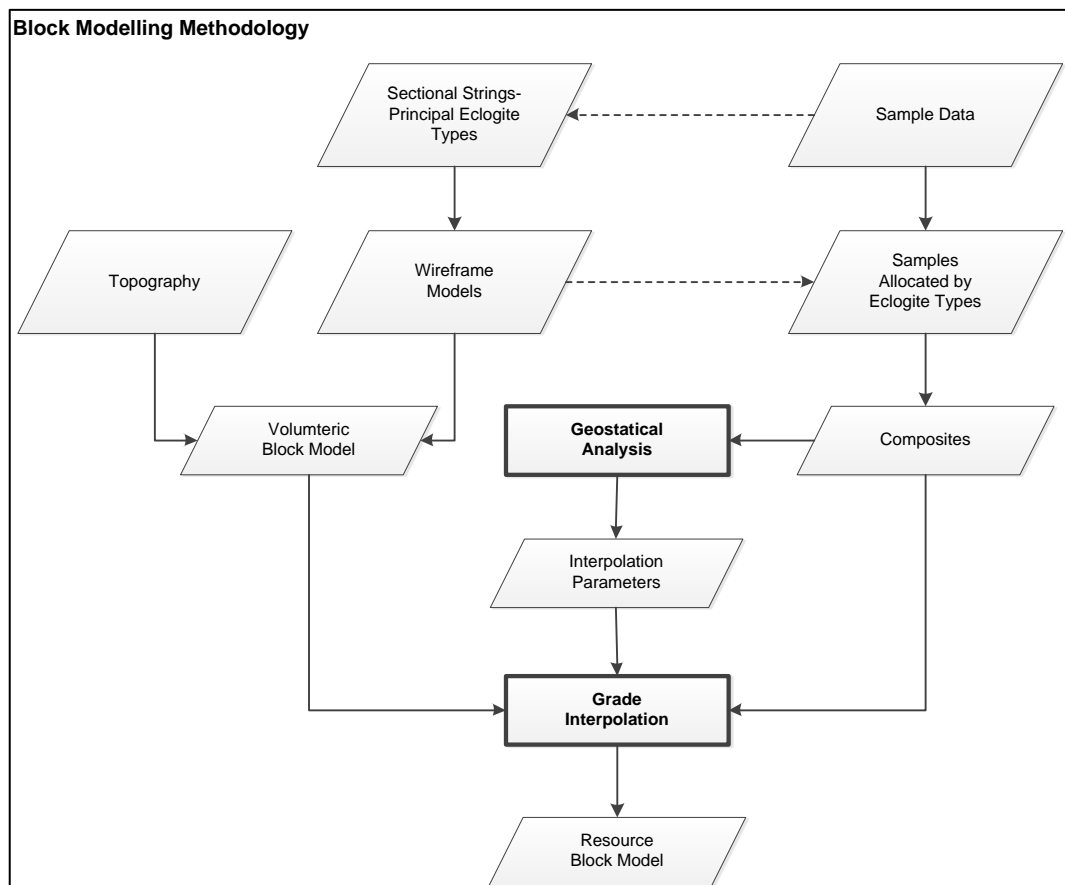 Block Modelling Methodology
Sectional Strings-
Principal Eclogite
Types
Sample Data
Topography
Wireframe
Models
Samples
Allocated by
Eclogite Types
Volumteric
Block Model
Geostatical
Analysis
Composites
Interpolation
Parameters
Grade
Interpolation
Resource
Block Model